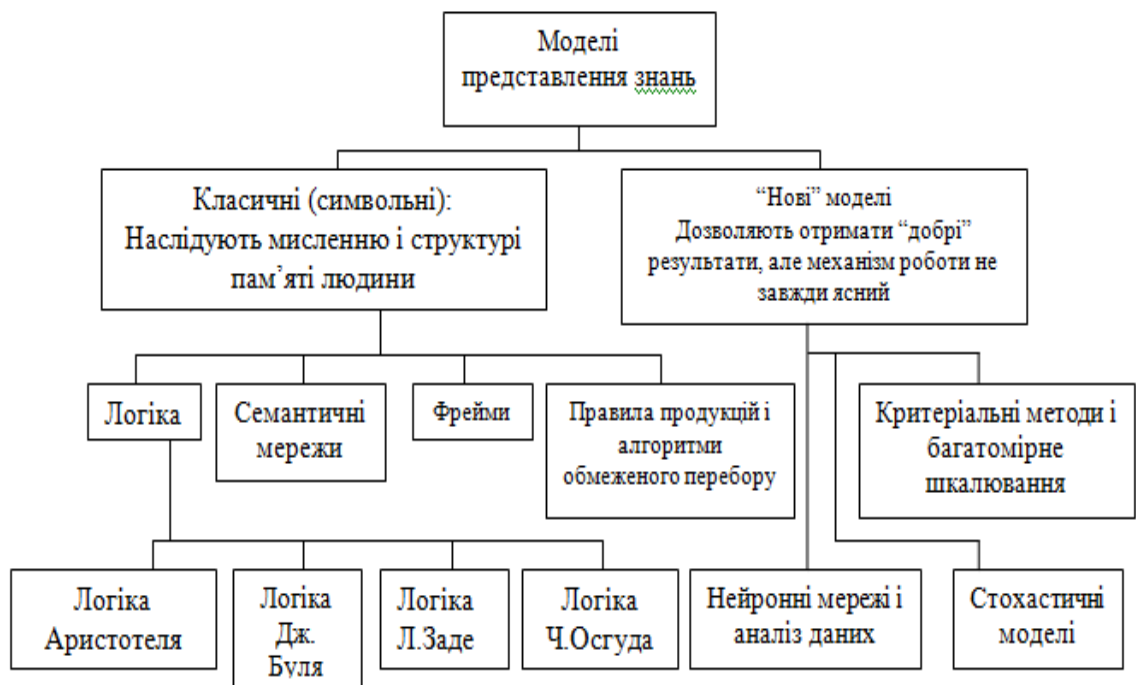 Моделі
представлення знань
Класичні (символьні):
Наслідують мисленню і структурі
пам’яті людини
“Нові” моделі
Дозволяють отримати “добрі”
результати, але механізм роботи не
завжди ясний
Логіка
Семантичні
мережи
Фрейми
Правила продукцій і
алгоритми
обмеженого перебору
Критеріальні методи і
багатомірне
шкалювання
Логіка
Аристотеля
Логіка
Дж.
Буля
Логіка
Л.Заде
Логіка
Ч.Осгуда
Нейронні мережі і
аналіз даних
Стохастичні
моделі